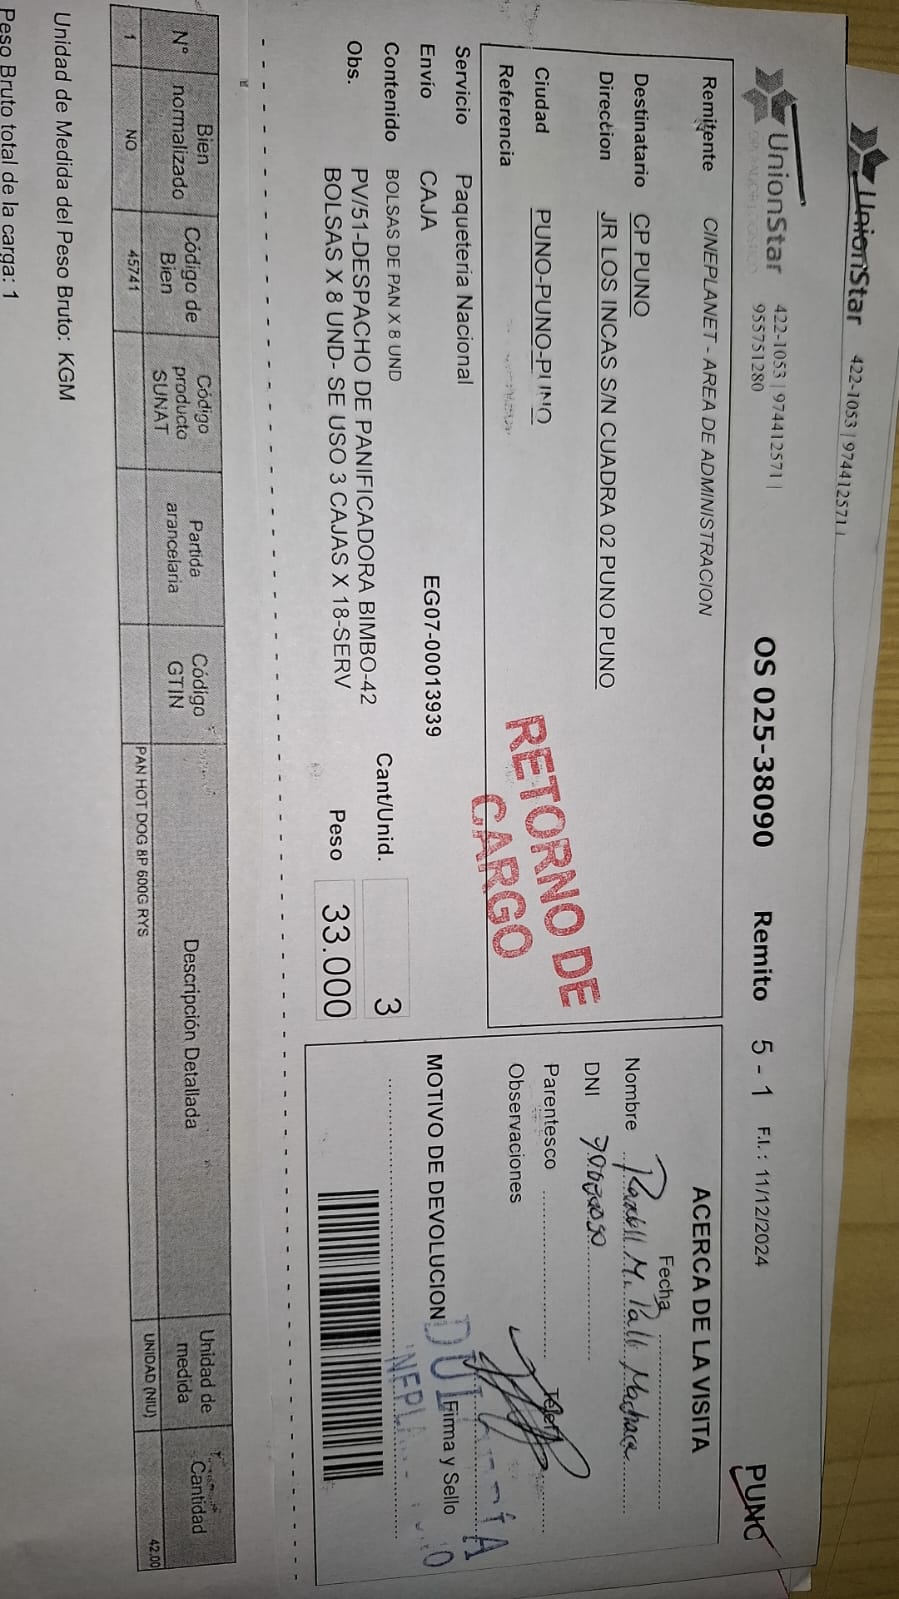 UnionStar 422-1053 | 974412571 |
UnionStar 422-1053 | 974412571 |
955751280
OS 025-38090 Remito 5 - 1 F.I. : 11/12/2024 PUNO
Remitente CINEPLANET - AREA DE ADMINISTRACION
Destinatario CP PUNO
Direction JR LOS INCAS S/N CUADRA 02 PUNO PUNO
Ciudad PUNO-PUNO-PUNO
Referencia
RETORNO DE
CARGO
Servicio Paqueteria Nacional
Envío CAJA EG07-00013939
Contenido BOLSAS DE PAN X 8 UND Cant/Unid. 3
Obs. PV/51-DESPACHO DE PANIFICADORA BIMBO-42
BOLSAS X 8 UND- SE USO 3 CAJAS X 18-SERV Peso 33.000
ACERCA DE LA VISITA
Fecha
Nombre
DNI
Parentesco
Observaciones
Firma y Sello
MOTIVO DE DEVOLUCION
N° Bien normalizado Código de Bien Código producto SUNAT Partida arancelaria Código GTIN Descripción Detallada Unidad de medida Cantidad
1 NO 45741 PAN HOT DOG 8P 600G RYS UNIDAD (NIU) 42.00
Unidad de Medida del Peso Bruto: KGM
Peso Bruto total de la carga: 1